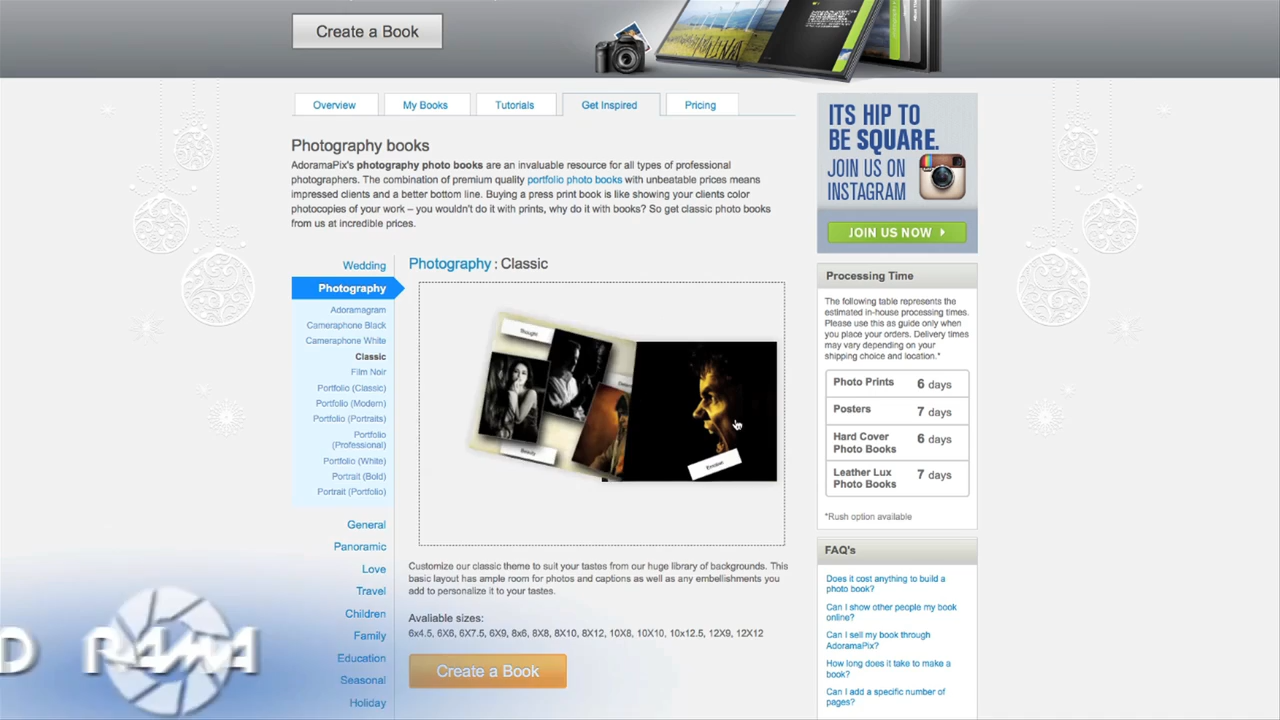 Create a Book
Overview
My Books
Tutorials
Get Inspired
Pricing
Photography books
AdoramaPix's photography photo books are an invaluable resource for all types of professional
photographers. The combination of premium quality portfolio photo books with unbeatable prices means
impressed clients and a better bottom line. Buying a press print book is like showing your clients color
photocopies of your work – you wouldn't do it with prints, why do it with books? So get classic photo books
from us at incredible prices.
Wedding
Photography
Adoramagram
Cameraphone Black
Cameraphone White
Classic
Film Noir
Portfolio (Classic)
Portfolio (Modern)
Portfolio (Portraits)
Portfolio
(Professional)
Portfolio (White)
Portrait (Bold)
Portrait (Portfolio)
General
Panoramic
Love
Travel
Children
Family
Education
Seasonal
Holiday
Photography : Classic
Beauty
Emotion
Customize our classic theme to suit your tastes from our huge library of backgrounds. This
basic layout has ample room for photos and captions as well as any embellishments you
add to personalize it to your tastes.
Available sizes:
6x4.5, 6X6, 6X7.5, 6X9, 8x6, 8X8, 8X10, 8X12, 10X8, 10X10, 10x12.5, 12X9, 12X12
Create a Book
ITS HIP TO
BE SQUARE.
JOIN US ON
INSTAGRAM
JOIN US NOW
Processing Time
The following table represents the
estimated in-house processing times.
Please use this as guide only when
you place your orders. Delivery times
may vary depending on your
shipping choice and location.*
Photo Prints 6 days
Posters 7 days
Hard Cover
Photo Books 6 days
Leather Lux
Photo Books 7 days
*Rush option available
FAQ's
Does it cost anything to build a
photo book?
Can I show other people my book
online?
Can I sell my book through
AdoramaPix?
How long does it take to make a
book?
Can I add a specific number of
pages?